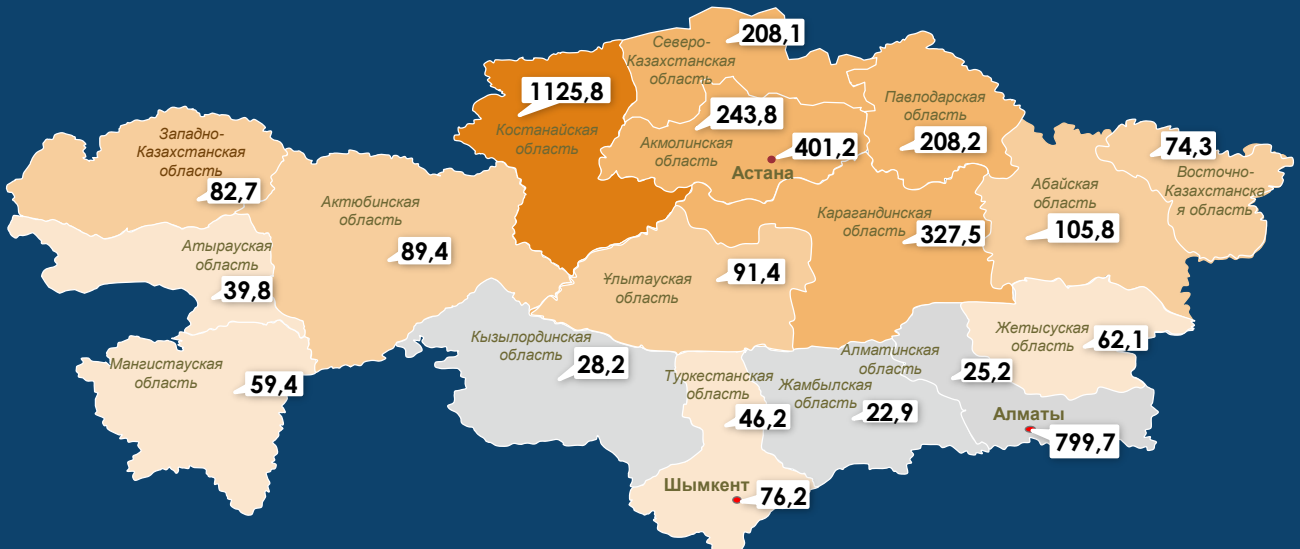 208,1
Северо-
Казахстанская
область
1125,8
Костанайская
область
243,8
Акмолинская
область
401,2
Астана
Павлодарская
область
208,2
Западно-
Казахстанская
область
82,7
Актюбинская
область
89,4
Атырауская
область
39,8
Мангистауская
область
59,4
Ұлытауская
область
91,4
Карагандинская
область
327,5
Абайская
область
105,8
74,3
Восточно-
Казахстанска
я область
Кызылординская
область
28,2
Туркестанская
область
46,2
Жамбылская
область
22,9
Алматинская
область
25,2
Жетысуская
область
62,1
Алматы
799,7
Шымкент
76,2